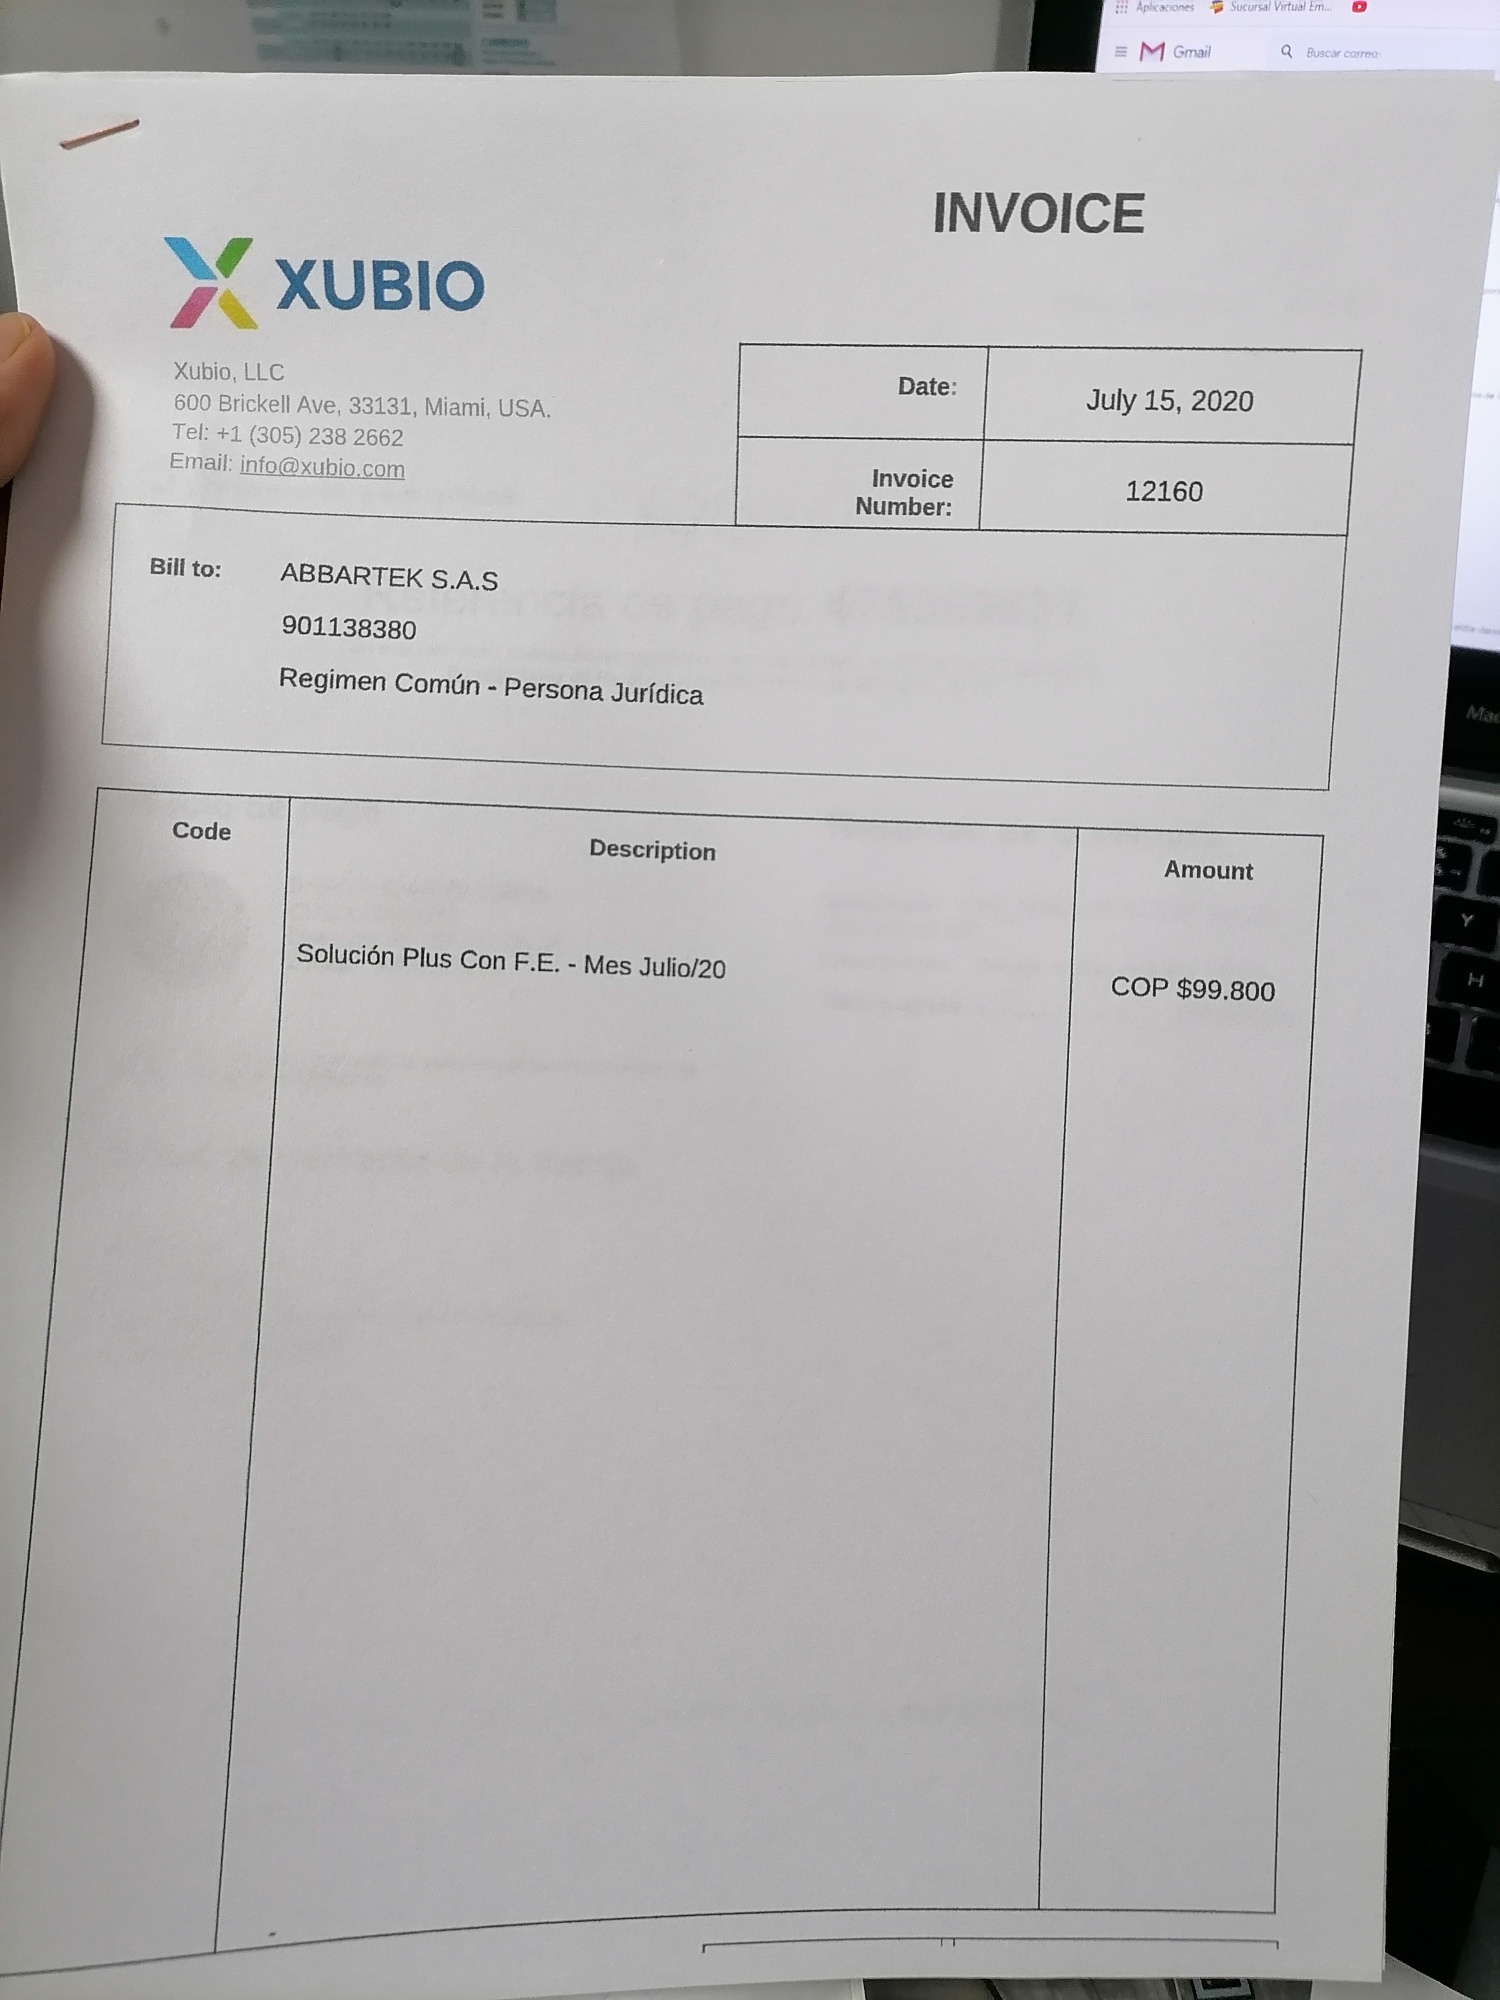 Aplicaciones Sucursal Virtual Em...
Gmail Buscar correo
INVOICE
XUBIO
Xubio, LLC
600 Brickell Ave, 33131, Miami, USA.
Tel: +1 (305) 238 2662
Email: info@xubio.com
Date: July 15, 2020
Invoice Number: 12160
Bill to: ABBARTEK S.A.S
901138380
Regimen Común - Persona Jurídica
Code Description Amount
Solución Plus Con F.E. - Mes Julio/20 COP $99.800
Y
H